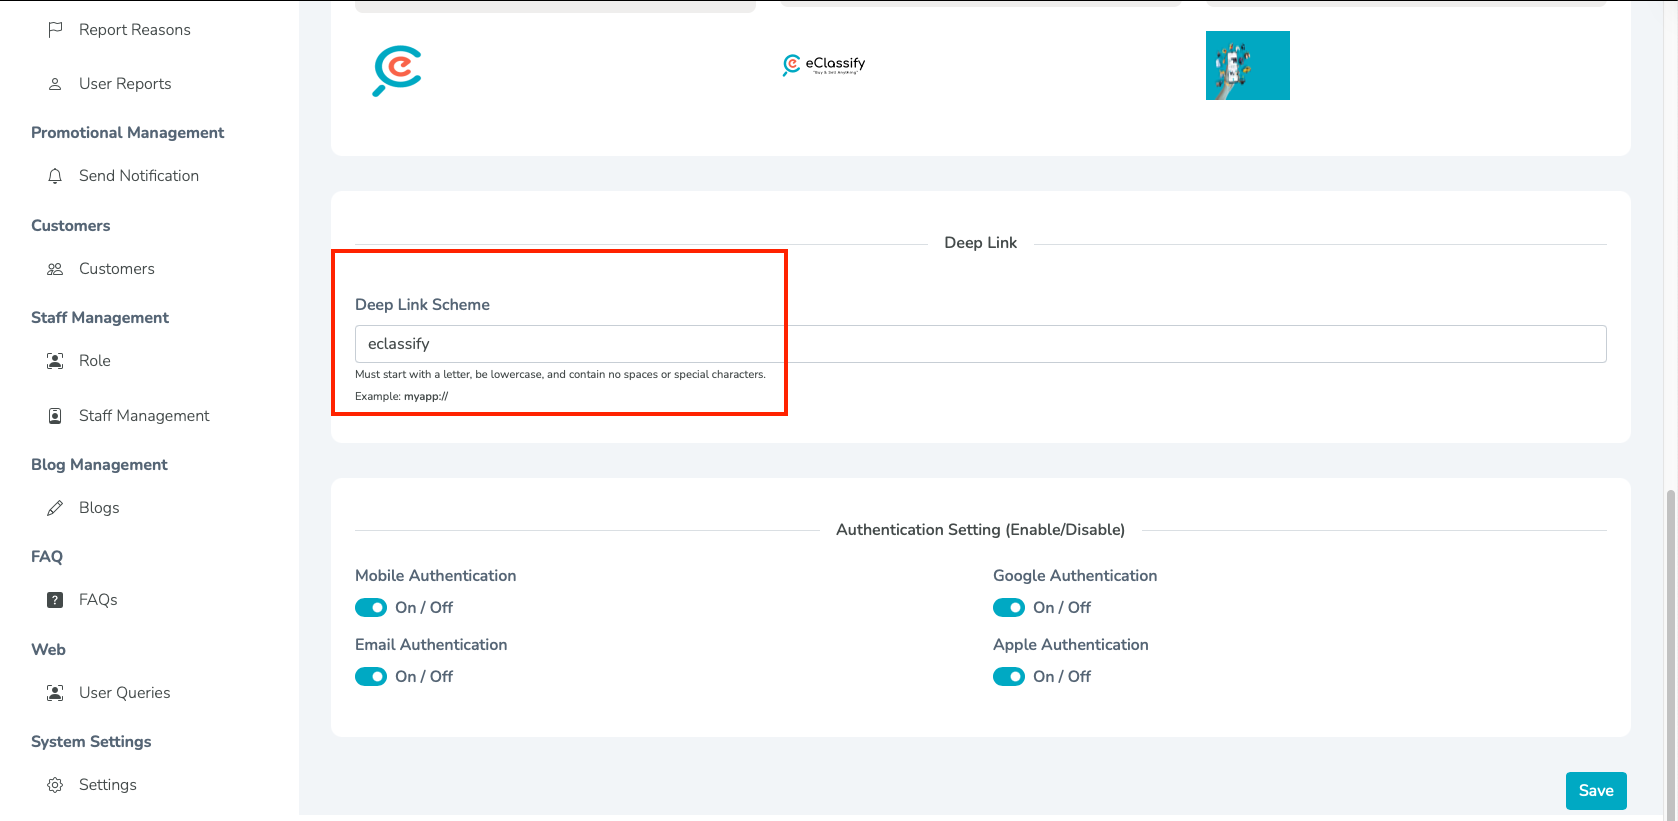 Report Reasons
User Reports
Promotional Management
Send Notification
Customers
Customers
Staff Management
Role
Staff Management
Blog Management
Blogs
FAQ
? FAQs
Web
User Queries
System Settings
Settings
eClassify
"Buy & Sell Anything"
Deep Link
Deep Link Scheme
eclassify
Must start with a letter, be lowercase, and contain no spaces or special characters.
Example: myapp://
Authentication Setting (Enable/Disable)
Mobile Authentication
On / Off
Google Authentication
On / Off
Email Authentication
On / Off
Apple Authentication
On / Off
Save